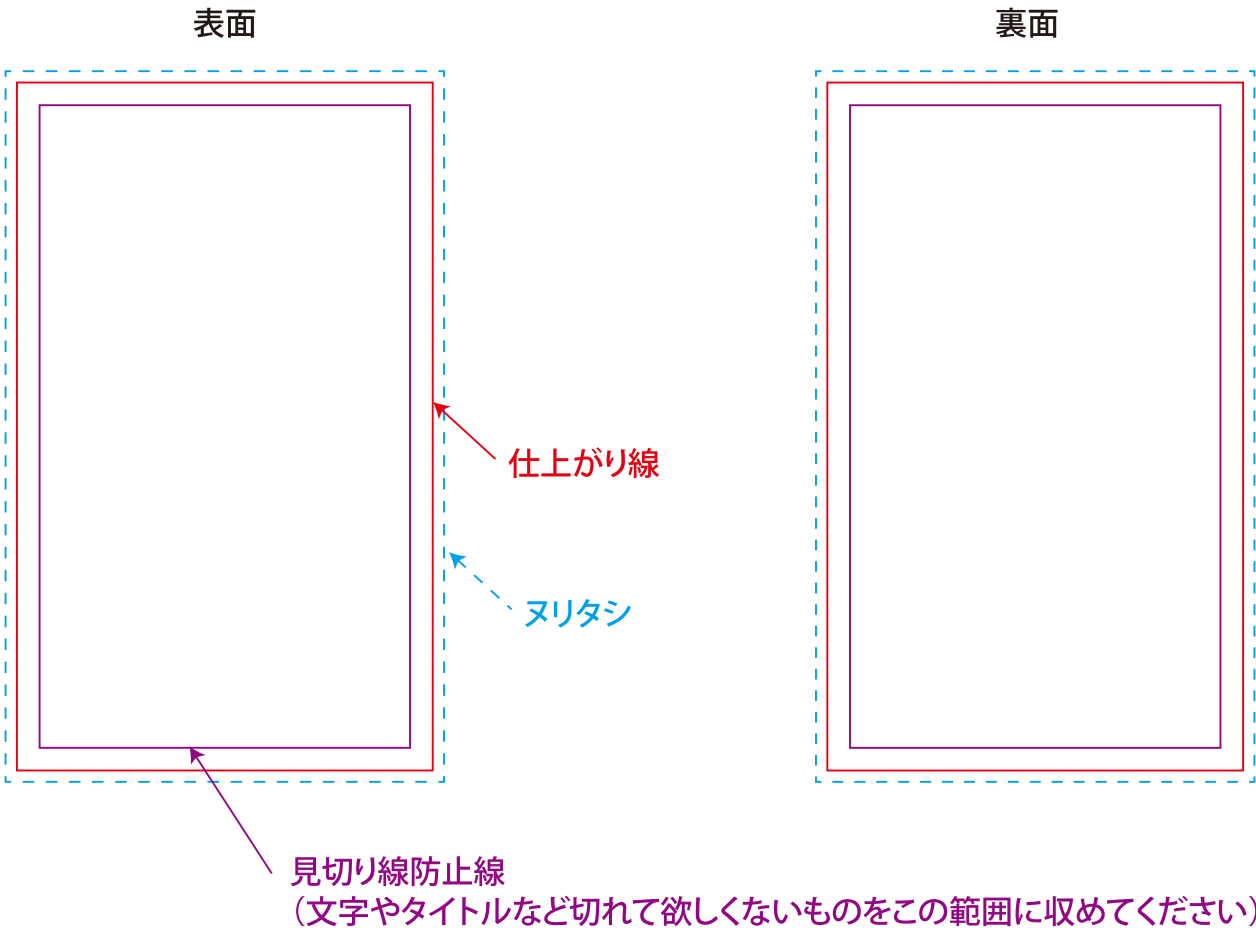 表面
裏面
仕上がり線
ヌリタシ
見切り線防止線
（文字やタイトルなど切れて欲しくないものをこの範囲に収めてください）